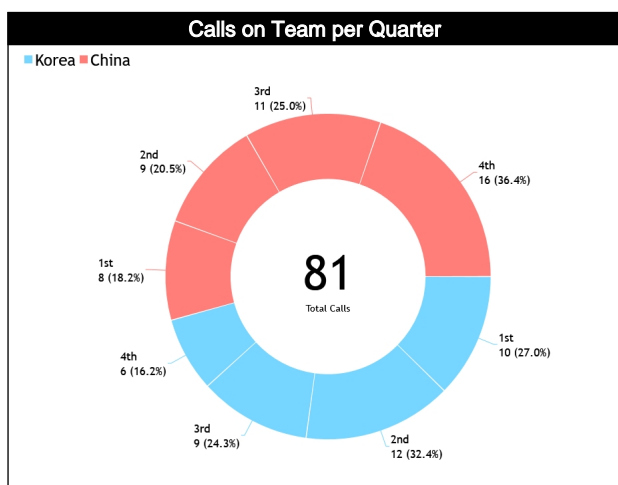 Calls on Team per Quarter
Korea China
3rd
11 (25.0%)
2nd
9 (20.5%)
4th
16 (36.4%)
1st
8 (18.2%)
81
Total Calls
1st
10 (27.0%)
4th
6 (16.2%)
3rd
9 (24.3%)
2nd
12 (32.4%)